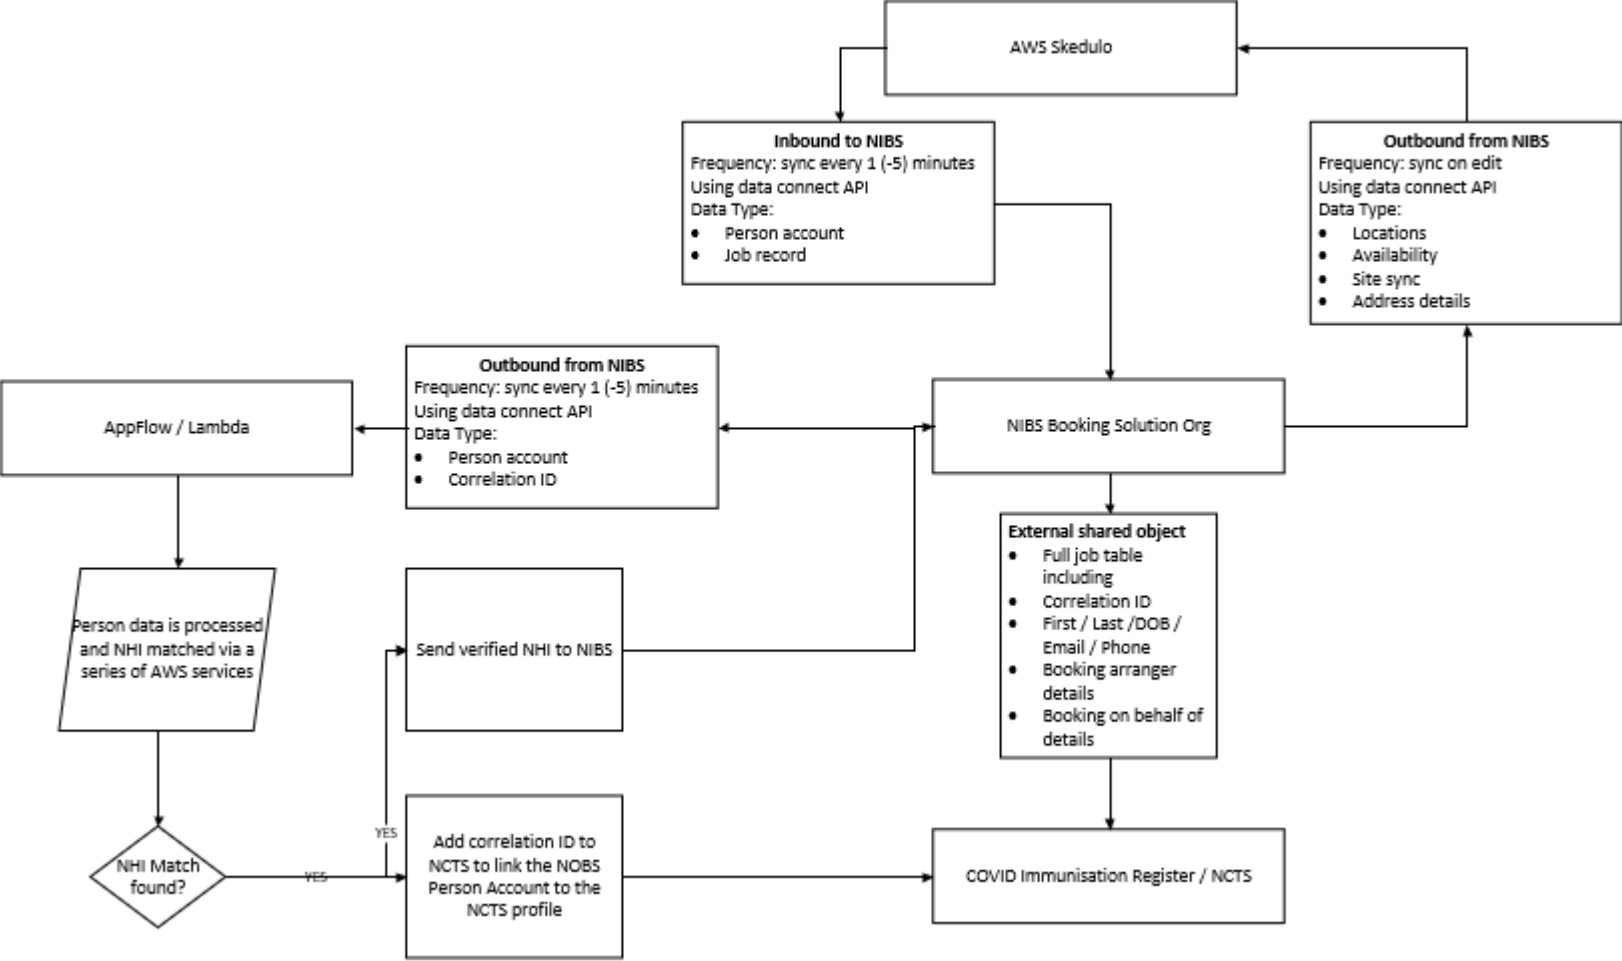 AWS Skedulo
Inbound to NIBS
Frequency: sync every 1 (-5) minutes
Using data connect API
Data Type:
• Person account
• Job record
Outbound from NIBS
Frequency: sync on edit
Using data connect API
Data Type:
• Locations
• Availability
• Site sync
• Address details
Outbound from NIBS
Frequency: sync every 1 (-5) minutes
Using data connect API
Data Type:
• Person account
• Correlation ID
AppFlow / Lambda
NIBS Booking Solution Org
External shared object
• Full job table
including
• Correlation ID
• First / Last /DOB /
Email / Phone
• Booking arranger
details
• Booking on behalf of
details
Person data is processed
and NHI matched via a
series of AWS services
Send verified NHI to NIBS
YES
NHI Match
found?
YES
Add correlation ID to
NCTS to link the NOBS
Person Account to the
NCTS profile
COVID Immunisation Register / NCTS